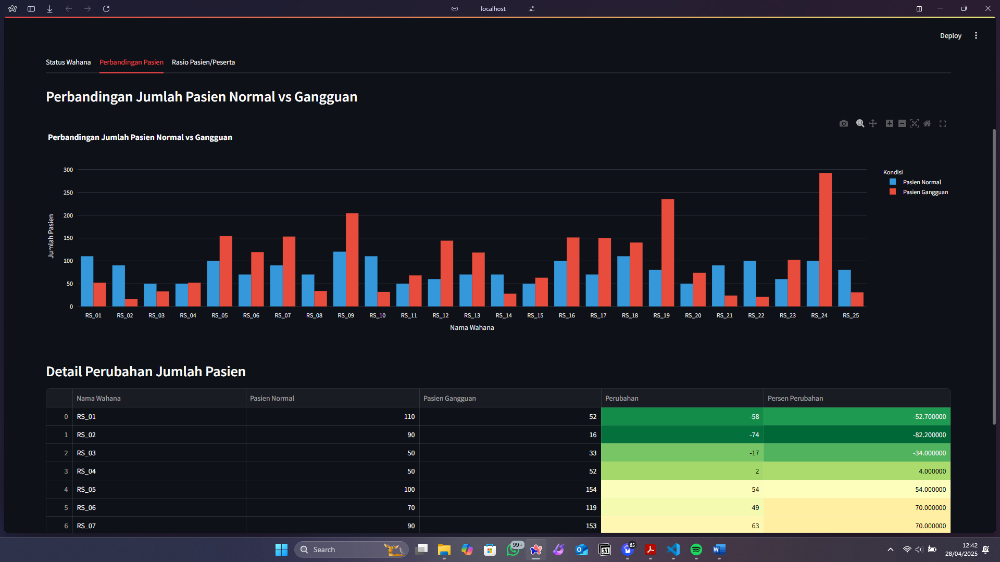 localhost
Deploy
Status Wahana Perbandingan Pasien Rasio Pasien/Peserta
Perbandingan Jumlah Pasien Normal vs Gangguan
Perbandingan Jumlah Pasien Normal vs Gangguan
Kondisi
Pasien Normal
Pasien Gangguan
Jumlah Pasien
300
250
200
150
100
50
0
RS_01 RS_02 RS_03 RS_04 RS_05 RS_06 RS_07 RS_08 RS_09 RS_10 RS_11 RS_12 RS_13 RS_14 RS_15 RS_16 RS_17 RS_18 RS_19 RS_20 RS_21 RS_22 RS_23 RS_24 RS_25
Nama Wahana
Detail Perubahan Jumlah Pasien
Nama Wahana Pasien Normal Pasien Gangguan Perubahan Persen Perubahan
0 RS_01 110 52 -58 -52.700000
1 RS_02 90 16 -74 -82.200000
2 RS_03 50 33 -17 -34.000000
3 RS_04 50 52 2 4.000000
4 RS_05 100 154 54 54.000000
5 RS_06 70 119 49 70.000000
6 RS_07 90 153 63 70.000000
Search
99+
31
65
12:42
28/04/2025